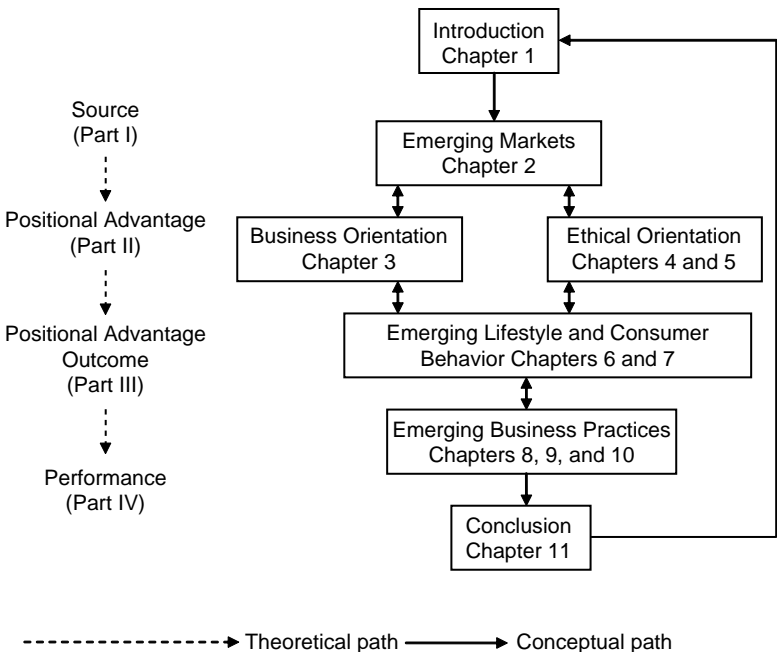 Introduction
Chapter 1
Source
(Part I)
Emerging Markets
Chapter 2
Positional Advantage
(Part II)
Business Orientation
Chapter 3
Ethical Orientation
Chapters 4 and 5
Positional Advantage
Outcome
(Part III)
Emerging Lifestyle and Consumer
Behavior Chapters 6 and 7
Emerging Business Practices
Chapters 8, 9, and 10
Performance
(Part IV)
Conclusion
Chapter 11
Theoretical path
Conceptual path